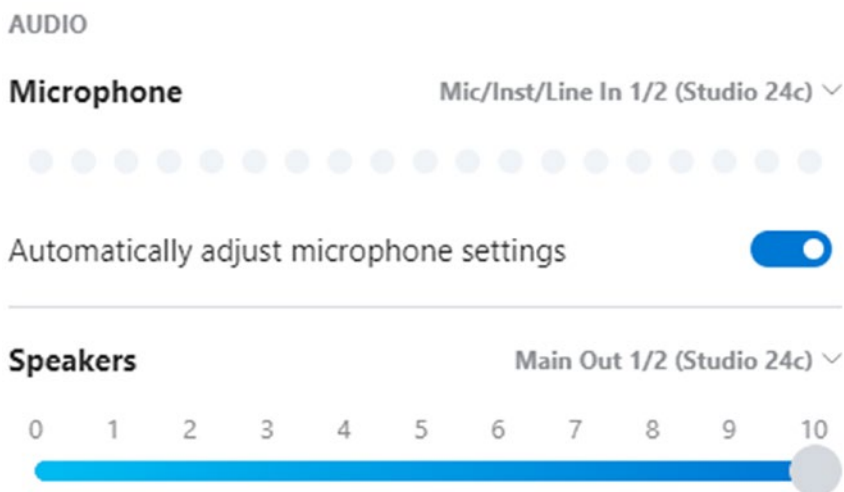 AUDIO
Microphone Mic/Inst/Line In 1/2 (Studio 24c)
Automatically adjust microphone settings
Speakers Main Out 1/2 (Studio 24c)
0 1 2 3 4 5 6 7 8 9 10